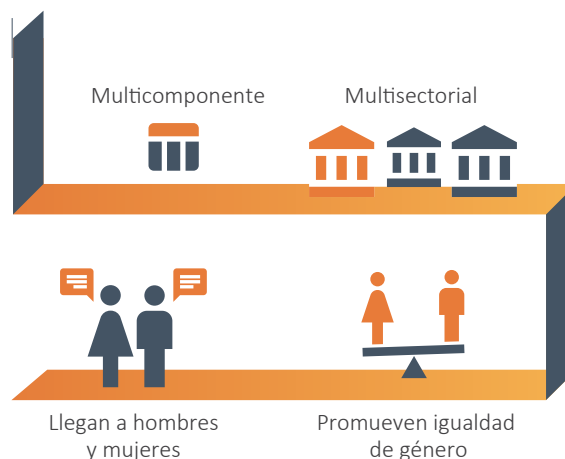 Multicomponente
Multisectorial
Llegan a hombres
y mujeres
Promueven igualdad
de género